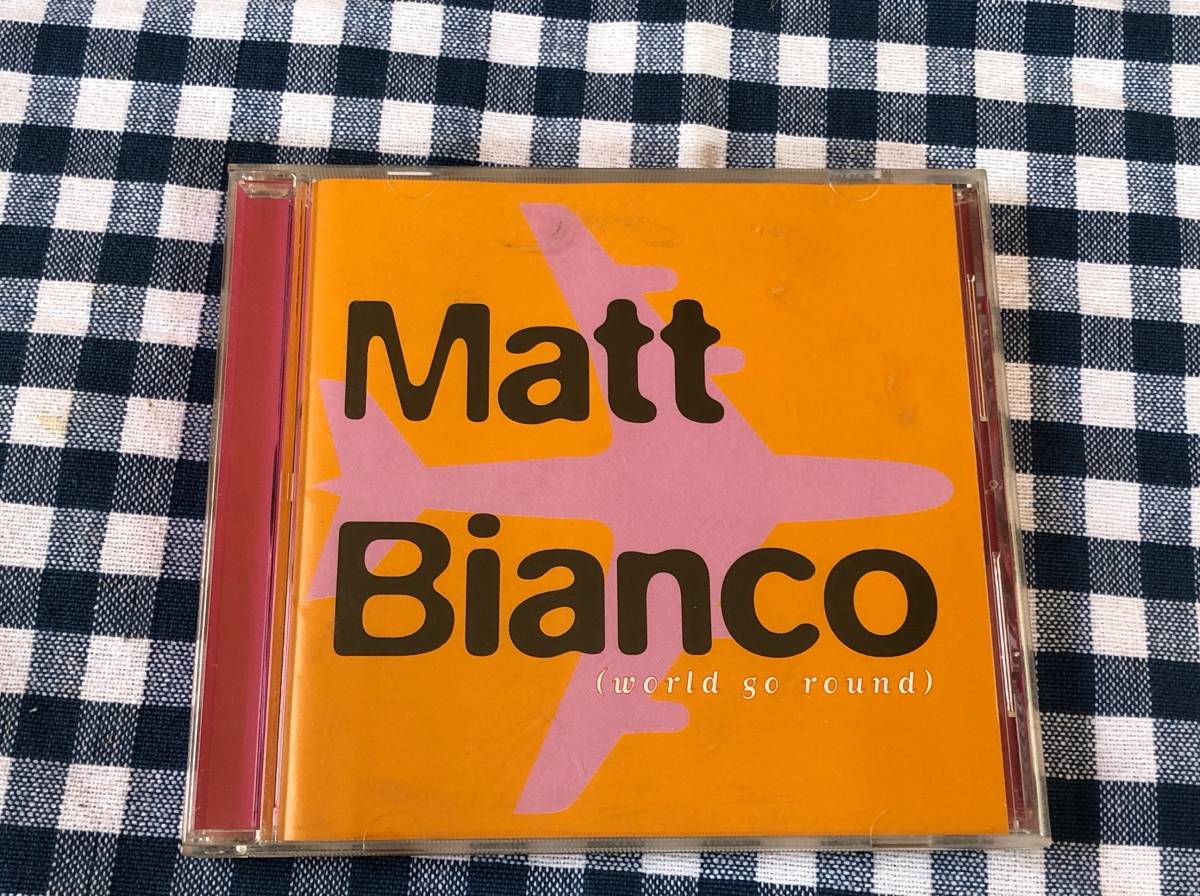 Matt
Bianco
(world go round)